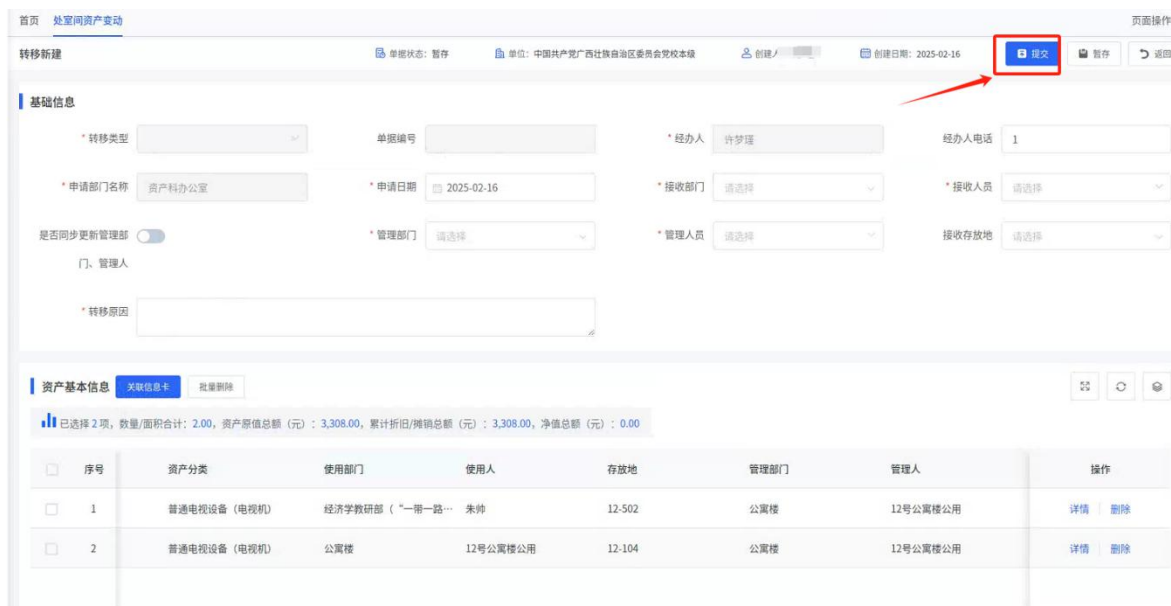 首页 处室间资产变动 页面操作
转移新建 单据状态：暂存 单位：中国共产党广西壮族自治区委员会党校本级 创建人 创建日期：2025-02-16 提交 暂存 返回
基础信息
* 转移类型 单据编号 * 经办人 许梦瑾 经办人电话 1
* 申请部门名称 资产科办公室 * 申请日期 2025-02-16 * 接收部门 请选择 * 接收人员 请选择
是否同步更新管理部 * 管理部门 请选择 * 管理人员 请选择 接收存放地 请选择
门、管理人
* 转移原因
资产基本信息 关联信息卡 批量删除
已选择 2 项，数量/面积合计：2.00，资产原值总额（元）：3,308.00，累计折旧/摊销总额（元）：3,308.00，净值总额（元）：0.00
序号 资产分类 使用部门 使用人 存放地 管理部门 管理人 操作
1 普通电视设备（电视机） 经济学教研部（“一带一路… 朱帅 12-502 公寓楼 12号公寓楼公用 详情 删除
2 普通电视设备（电视机） 公寓楼 12号公寓楼公用 12-104 公寓楼 12号公寓楼公用 详情 删除